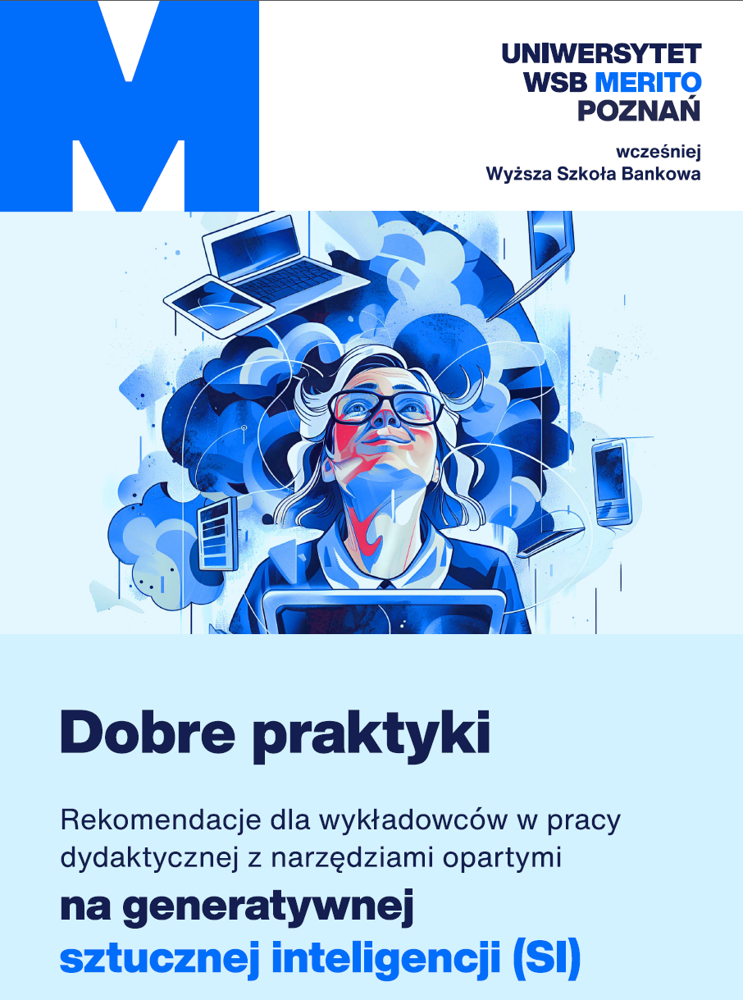 UNIWERSYTET
WSB MERITO
POZNAŃ
wcześniej
Wyższa Szkoła Bankowa
Dobre praktyki
Rekomendacje dla wykładowców w pracy
dydaktycznej z narzędziami opartymi
na generatywnej
sztucznej inteligencji (SI)